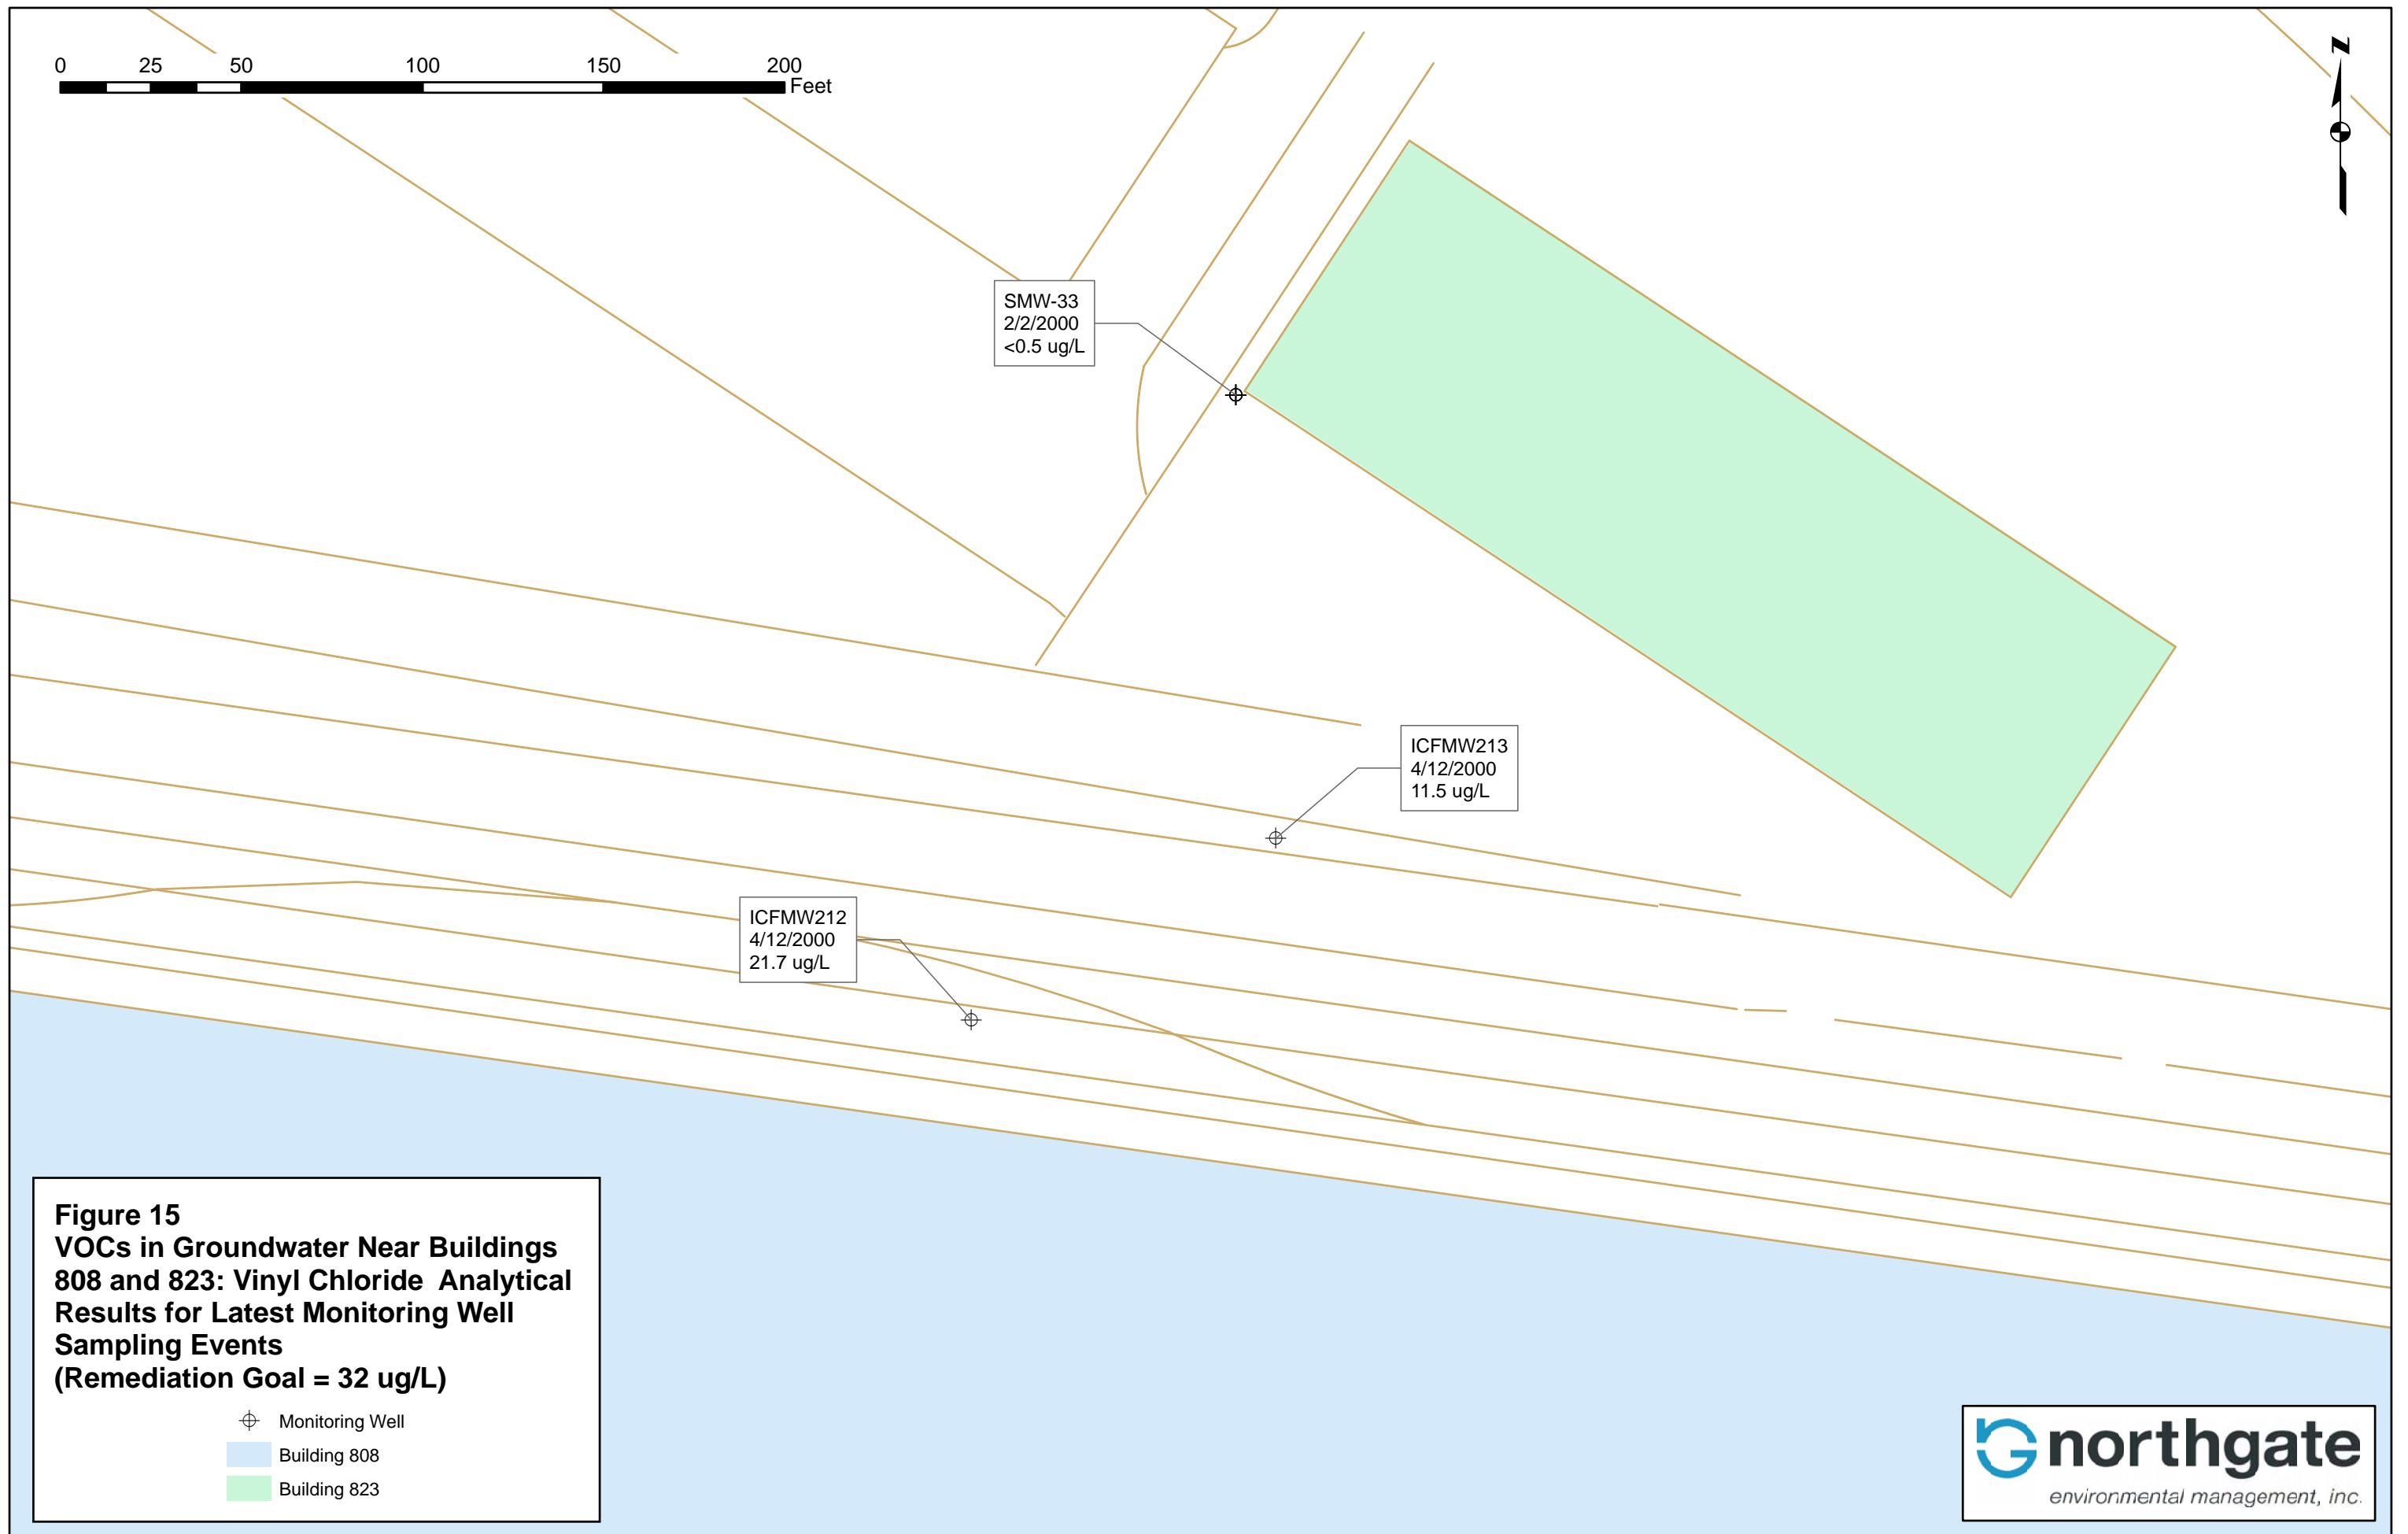 0 25 50 100 150 200
Feet
N
SMW-33
2/2/2000
<0.5 ug/L
ICFMW213
4/12/2000
11.5 ug/L
ICFMW212
4/12/2000
21.7 ug/L
Figure 15
VOCs in Groundwater Near Buildings
808 and 823: Vinyl Chloride Analytical
Results for Latest Monitoring Well
Sampling Events
(Remediation Goal = 32 ug/L)
Monitoring Well
Building 808
Building 823
northgate
environmental management, inc.